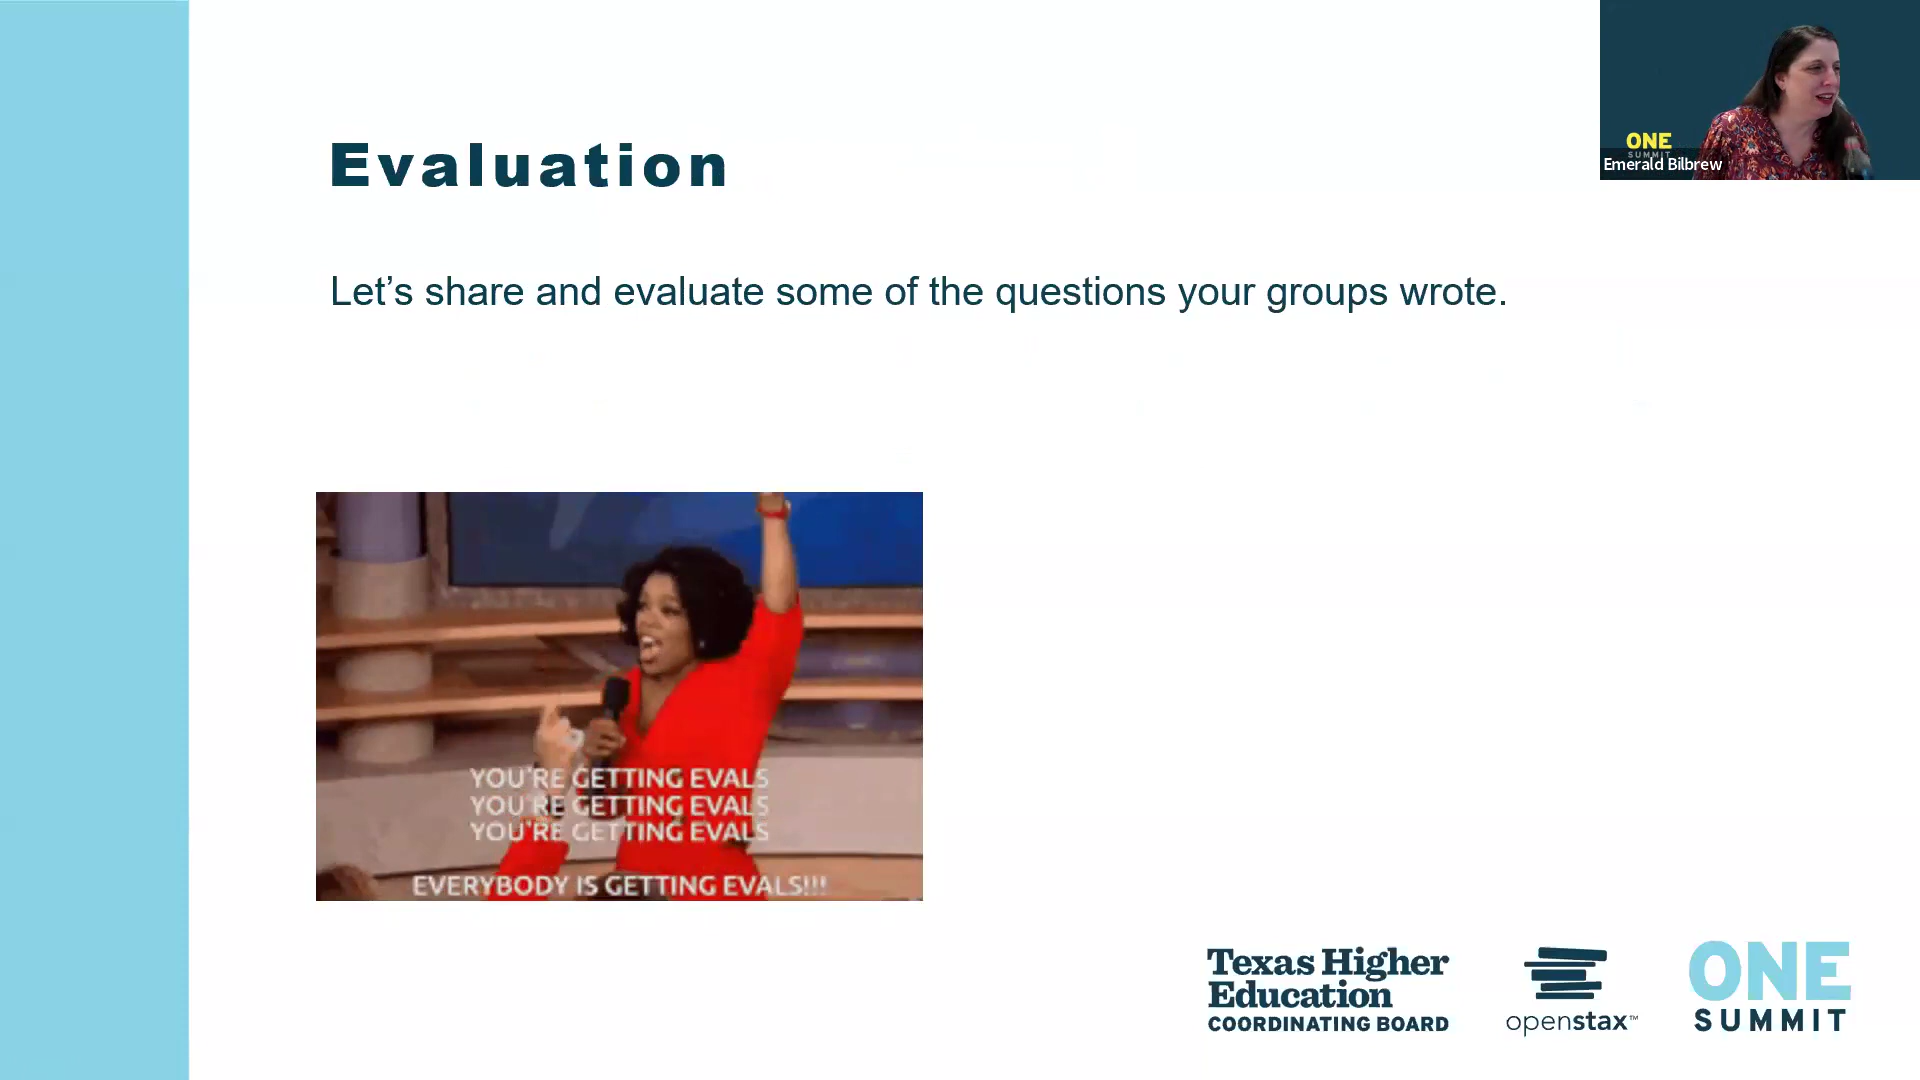 Evaluation
Let’s share and evaluate some of the questions your groups wrote.
ONE
SUMMIT
Emerald Bilbrew
YOU'RE GETTING EVALS
YOU'RE GETTING EVALS
YOU'RE GETTING EVALS
EVERYBODY IS GETTING EVALS!!!
Texas Higher
Education
COORDINATING BOARD
openstax™
ONE
SUMMIT